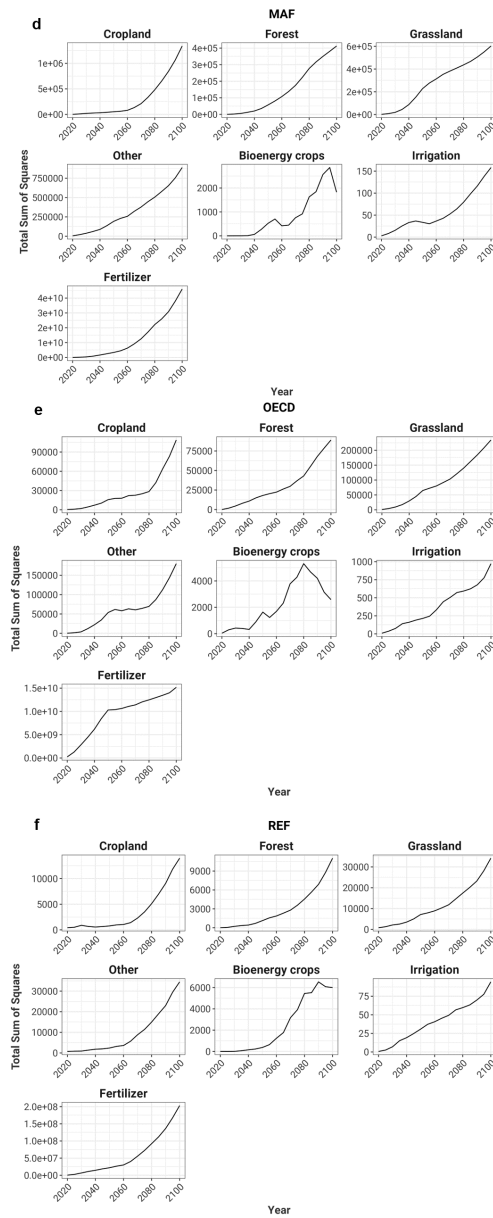 d
MAF
Cropland Forest Grassland
1e+06 5e+05 0e+00 4e+05 3e+05 2e+05 1e+05 0e+00 6e+05 4e+05 2e+05 0e+00
2020 2040 2060 2080 2100 2020 2040 2060 2080 2100 2020 2040 2060 2080 2100
Total Sum of Squares
Other Bioenergy crops Irrigation
750000 500000 250000 0 2000 1000 0 150 100 50 0
2020 2040 2060 2080 2100 2020 2040 2060 2080 2100 2020 2040 2060 2080 2100
Fertilizer
4e+10 3e+10 2e+10 1e+10 0e+00
2020 2040 2060 2080 2100
Year
e
OECD
Cropland Forest Grassland
90000 60000 30000 0 75000 50000 25000 0 200000 150000 100000 50000 0
2020 2040 2060 2080 2100 2020 2040 2060 2080 2100 2020 2040 2060 2080 2100
Total Sum of Squares
Other Bioenergy crops Irrigation
150000 100000 50000 0 4000 2000 0 1000 750 500 250 0
2020 2040 2060 2080 2100 2020 2040 2060 2080 2100 2020 2040 2060 2080 2100
Fertilizer
1.5e+10 1.0e+10 5.0e+09 0.0e+00
2020 2040 2060 2080 2100
Year
f
REF
Cropland Forest Grassland
10000 5000 0 9000 6000 3000 0 30000 20000 10000 0
2020 2040 2060 2080 2100 2020 2040 2060 2080 2100 2020 2040 2060 2080 2100
Total Sum of Squares
Other Bioenergy crops Irrigation
30000 20000 10000 0 6000 4000 2000 0 75 50 25 0
2020 2040 2060 2080 2100 2020 2040 2060 2080 2100 2020 2040 2060 2080 2100
Fertilizer
2.0e+08 1.5e+08 1.0e+08 5.0e+07 0.0e+00
2020 2040 2060 2080 2100
Year